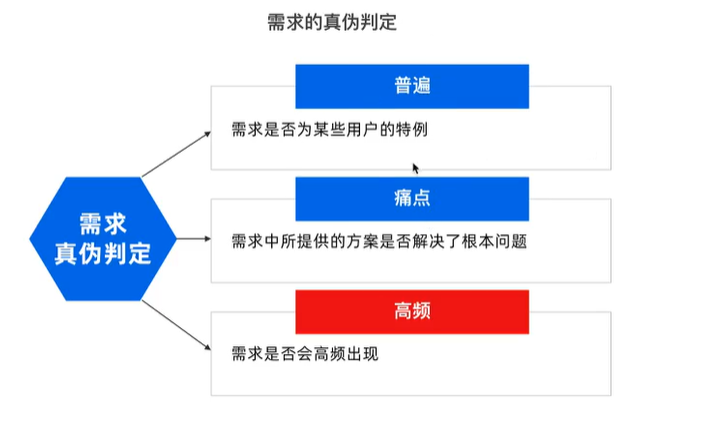 需求的真伪判定
普遍
需求是否为某些用户的特例
需求
真伪判定
痛点
需求中所提供的方案是否解决了根本问题
高频
需求是否会高频出现